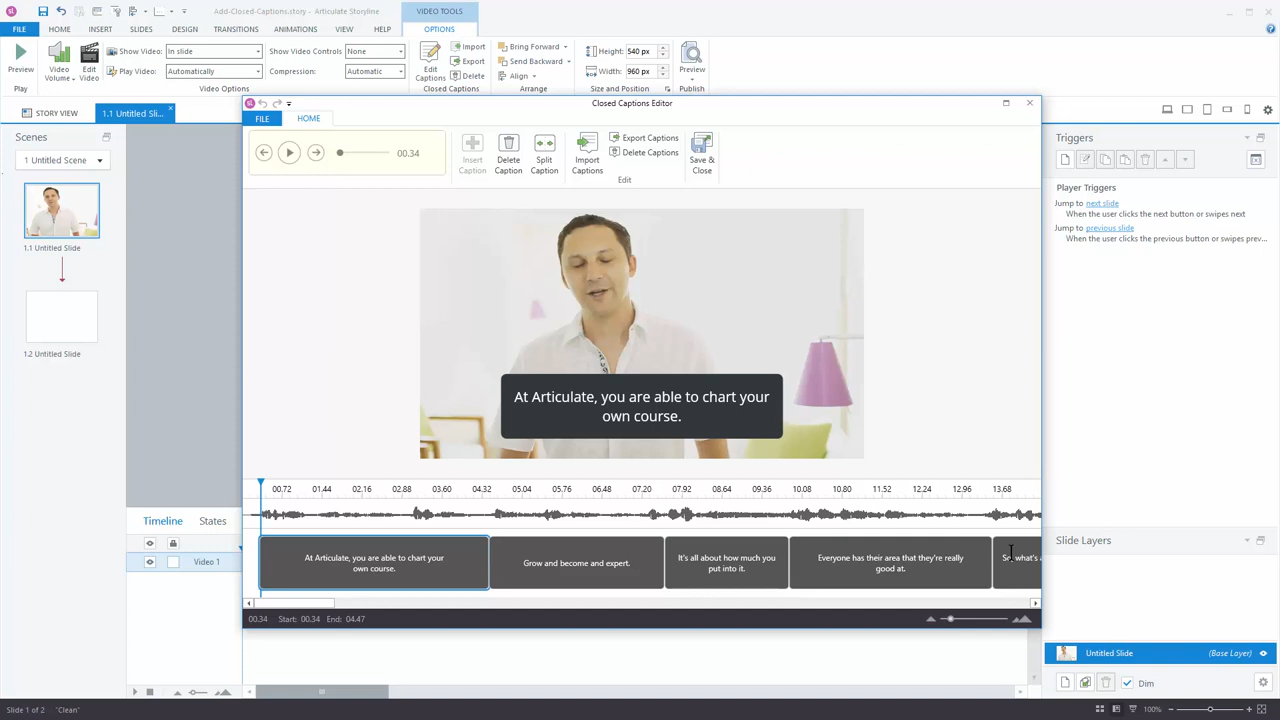 Add-Closed-Captions.story - Articulate Storyline
VIDEO TOOLS
FILE HOME INSERT SLIDES DESIGN TRANSITIONS ANIMATIONS VIEW HELP OPTIONS
Preview
Video Volume
Edit Video
Show Video: In slide
Play Video: Automatically
Show Video Controls None
Compression: Automatic
Edit Captions
Import
Export
Delete
Bring Forward
Send Backward
Align
Height: 540 px
Width: 960 px
Preview
Play
Video Options
Closed Captions
Arrange
Size and Position
Publish
STORY VIEW
1.1 Untitled Sli...
Closed Captions Editor
FILE HOME
00.34
Insert Caption
Delete Caption
Split Caption
Import Captions
Export Captions
Delete Captions
Save & Close
Edit
Scenes
1 Untitled Scene
1.1 Untitled Slide
1.2 Untitled Slide
At Articulate, you are able to chart your
own course.
00.72 01.44 02.16 02.88 03.60 04.32 05.04 05.76 06.48 07.20 07.92 08.64 09.36 10.08 10.80 11.52 12.24 12.96 13.68
At Articulate, you are able to chart your
own course.
Grow and become and expert.
It's all about how much you
put into it.
Everyone has their area that they're really
good at.
00.34 Start: 00.34 End: 04.47
Timeline States
Video 1
Triggers
Player Triggers
Jump to next slide
When the user clicks the next button or swipes next
Jump to previous slide
When the user clicks the previous button or swipes prev...
Slide Layers
Untitled Slide (Base Layer)
Dim
Slide 1 of 2 "Clean"
100%